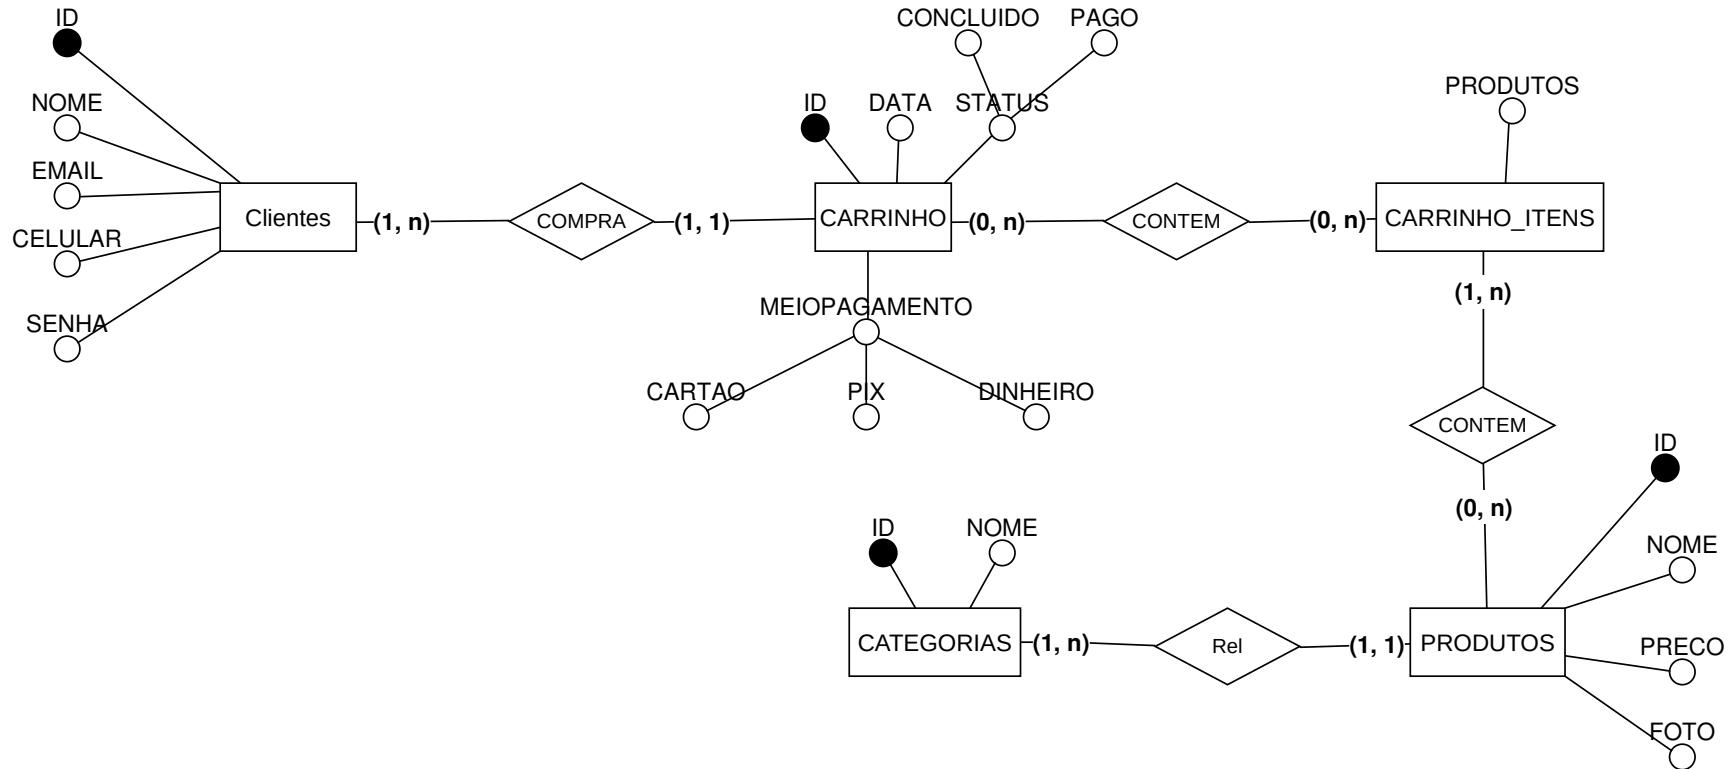 ID
NOME
EMAIL
CELULAR
SENHA
Clientes
(1, n)
COMPRA
(1, 1)
CONCLUIDO
PAGO
ID
DATA
STATUS
CARRINHO
(0, n)
CONTEM
(0, n)
PRODUTOS
CARRINHO_ITENS
MEIOPAGAMENTO
CARTAO
PIX
DINHEIRO
(1, n)
CONTEM
(0, n)
ID
NOME
CATEGORIAS
(1, n)
Rel
(1, 1)
PRODUTOS
ID
NOME
PRECO
FOTO